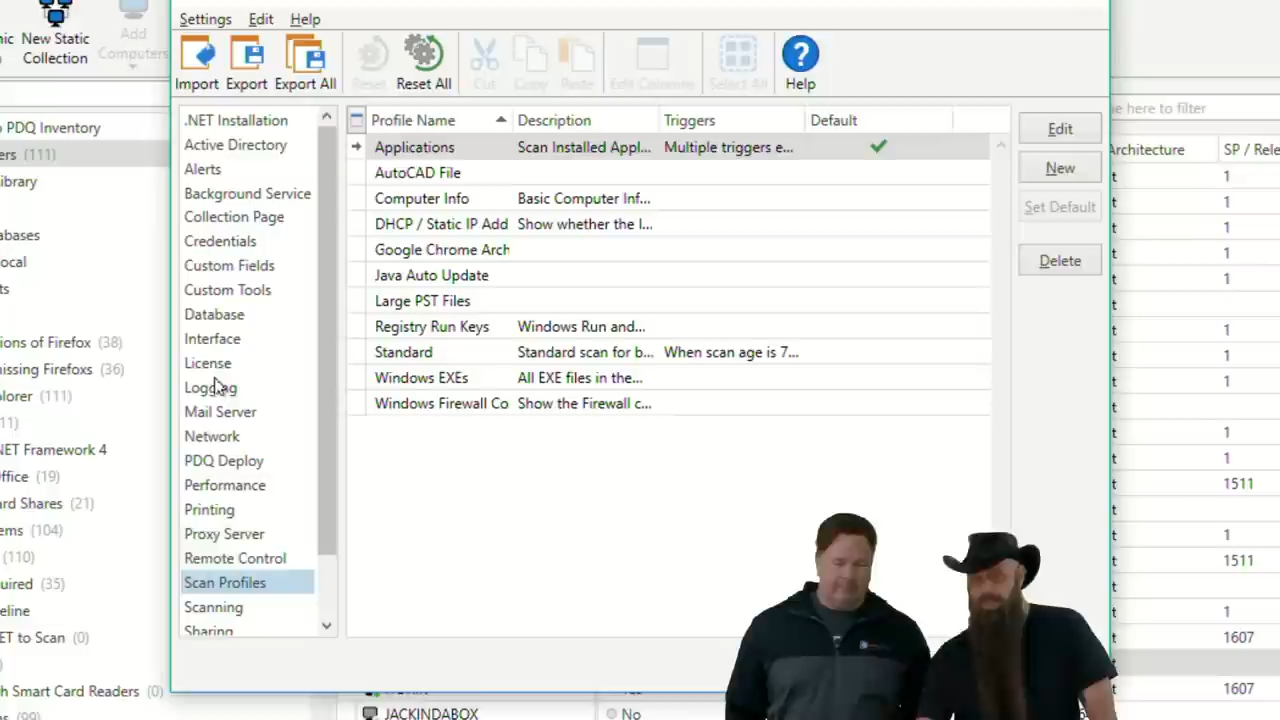 Settings Edit Help
New Static
Collection
Add
Computers
Import Export Export All Reset Reset All Cut Copy Paste Edit Columns Select All Help
.NET Installation
Active Directory
Alerts
Background Service
Collection Page
Credentials
Custom Fields
Custom Tools
Database
Interface
License
Logging
Mail Server
Network
PDQ Deploy
Performance
Printing
Proxy Server
Remote Control
Scan Profiles
Scanning
Sharing
Profile Name Description Triggers Default
Applications Scan Installed Appl... Multiple triggers e...
AutoCAD File
Computer Info Basic Computer Inf...
DHCP / Static IP Add Show whether the I...
Google Chrome Arch
Java Auto Update
Large PST Files
Registry Run Keys Windows Run and...
Standard Standard scan for b... When scan age is 7...
Windows EXEs All EXE files in the...
Windows Firewall Co Show the Firewall c...
Edit
New
Set Default
Delete
PDQ Inventory
ers (111)
ibrary
abases
ocal
ts
ions of Firefox (38)
issing Firefoxs (36)
plorer (111)
11)
NET Framework 4
ffice (19)
ard Shares (21)
ems (104)
(110)
uired (35)
eline
ET to Scan (0)
)
h Smart Card Readers (0)
(99)
e here to filter
Architecture SP / Rele
t 1
t 1
t 1
t 1
t 1
t
t 1
t 1
t 1
t
t 1
t 1
t 1511
t
t 1
t 1511
t
t 1
t 1607
t 1607
JACKINDABOX No